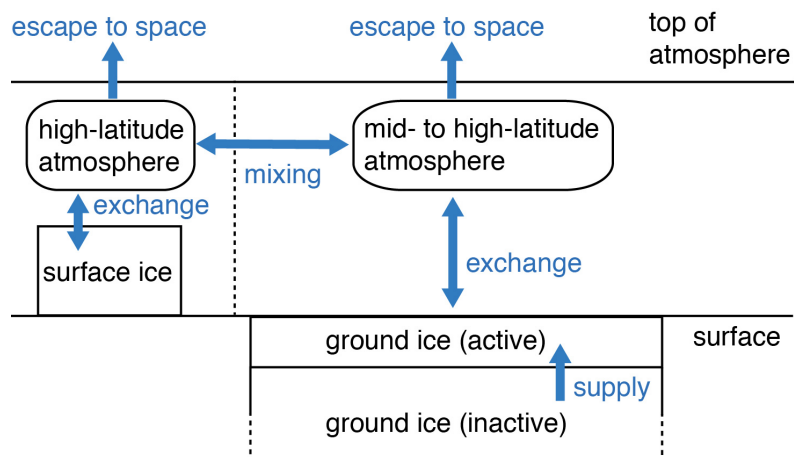 escape to space
escape to space
top of
atmosphere
high-latitude
atmosphere
mid- to high-latitude
atmosphere
mixing
exchange
surface ice
exchange
ground ice (active)
surface
supply
ground ice (inactive)